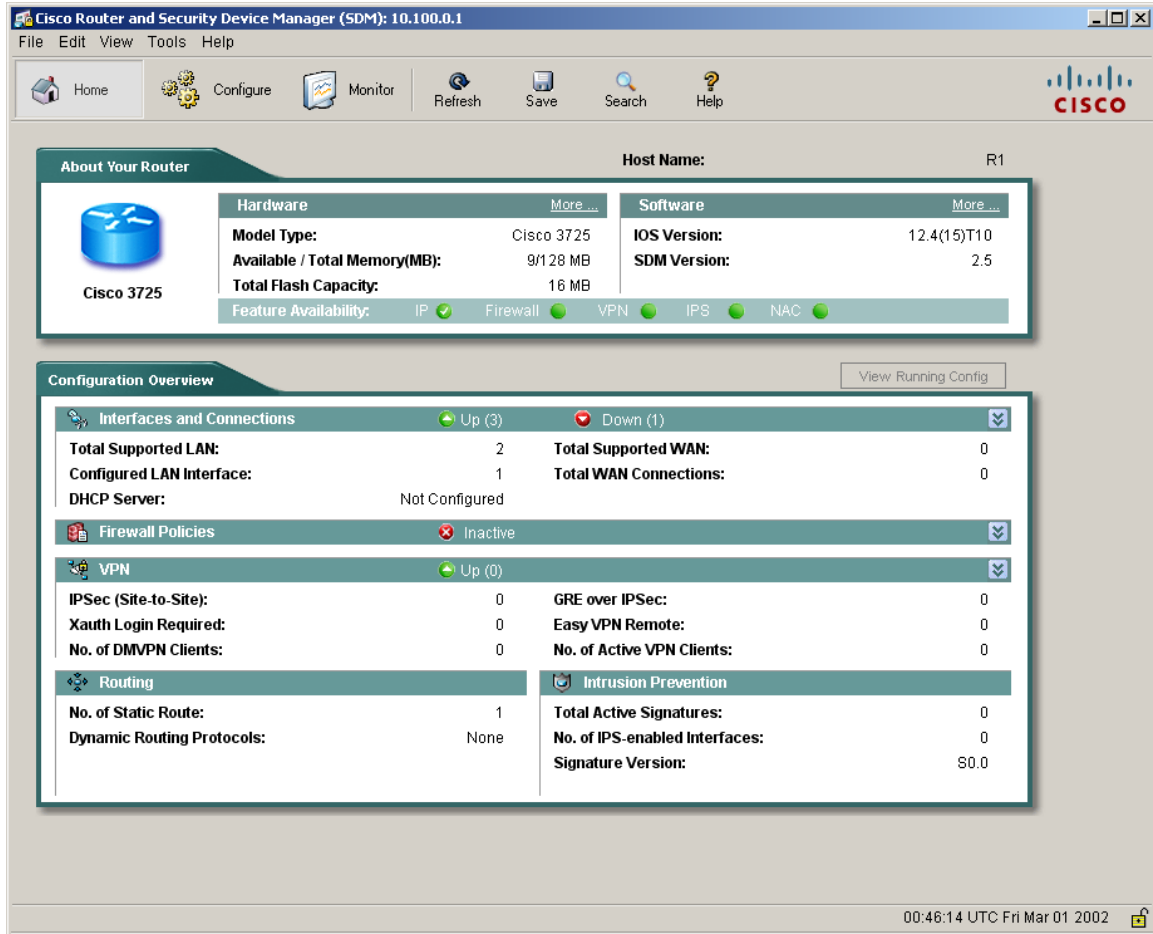 Cisco Router and Security Device Manager (SDM): 10.100.0.1
File Edit View Tools Help
Home Configure Monitor Refresh Save Search Help
CISCO
About Your Router
Host Name: R1
Hardware More ... Software More ...
Model Type: Cisco 3725 IOS Version: 12.4(15)T10
Available / Total Memory(MB): 9/128 MB SDM Version: 2.5
Total Flash Capacity: 16 MB
Cisco 3725
Feature Availability: IP Firewall VPN IPS NAC
Configuration Overview
View Running Config
Interfaces and Connections Up (3) Down (1)
Total Supported LAN: 2 Total Supported WAN: 0
Configured LAN Interface: 1 Total WAN Connections: 0
DHCP Server: Not Configured
Firewall Policies Inactive
VPN Up (0)
IPSec (Site-to-Site): 0 GRE over IPSec: 0
Xauth Login Required: 0 Easy VPN Remote: 0
No. of DMVPN Clients: 0 No. of Active VPN Clients: 0
Routing Intrusion Prevention
No. of Static Route: 1 Total Active Signatures: 0
Dynamic Routing Protocols: None No. of IPS-enabled Interfaces: 0
Signature Version: S0.0
00:46:14 UTC Fri Mar 01 2002